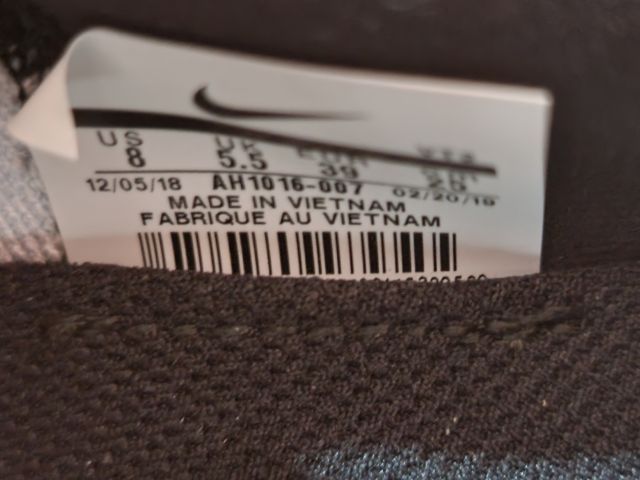 US UK EUR
8 5.5 39 25
12/05/18 AH1016-007 02/20/19
MADE IN VIETNAM
FABRIQUE AU VIETNAM